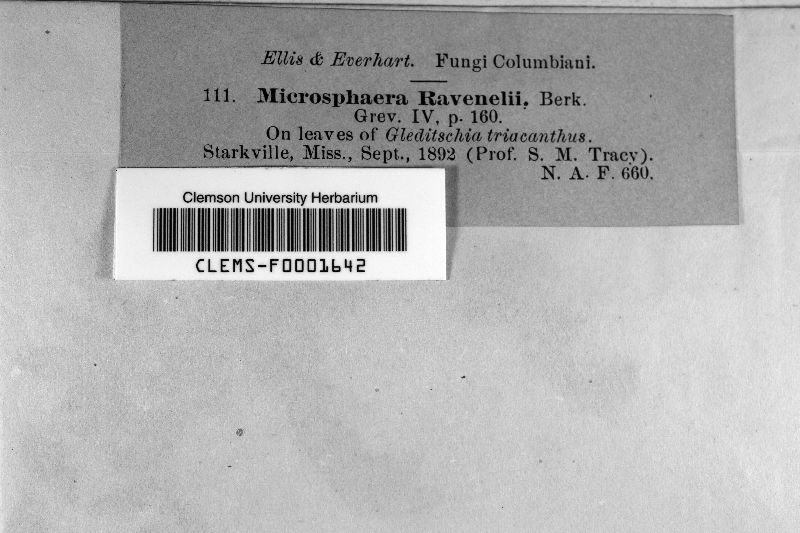 Ellis & Everhart. Fungi Columbiani.
111. Microsphaera Ravenelii, Berk.
Grev. IV, p. 160.
On leaves of Gleditschia triacanthus.
Starkville, Miss., Sept., 1892 (Prof. S. M. Tracy).
N. A. F. 660.
Clemson University Herbarium
CLEMS-F0001642